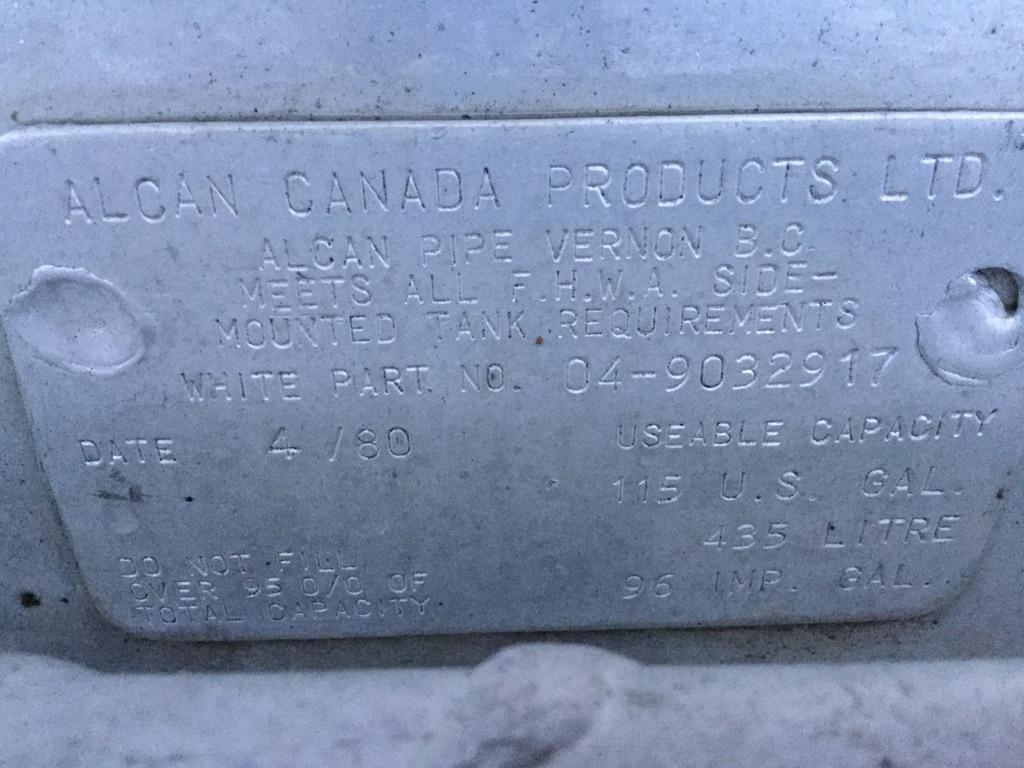 ALCAN CANADA PRODUCTS LTD.
ALCAN PIPE VERNON B.C.
MEETS ALL F.H.W.A. SIDE-
MOUNTED TANK REQUIREMENTS
WHITE PART NO. 04-9032917
DATE 4/80
USEABLE CAPACITY
115 U.S. GAL.
435 LITRE
96 IMP. GAL.
DO NOT FILL
OVER 95 0/0 OF
TOTAL CAPACITY